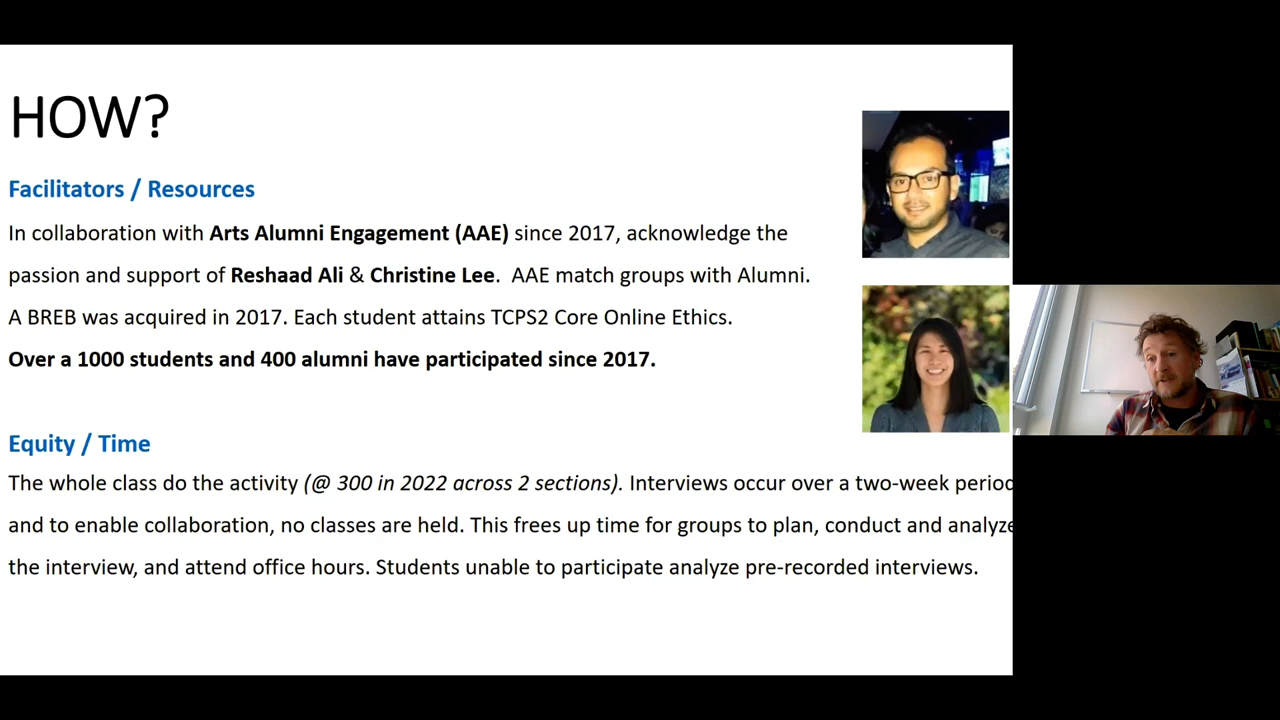 HOW?
Facilitators / Resources
In collaboration with Arts Alumni Engagement (AAE) since 2017, acknowledge the
passion and support of Reshaad Ali & Christine Lee. AAE match groups with Alumni.
A BREB was acquired in 2017. Each student attains TCPS2 Core Online Ethics.
Over a 1000 students and 400 alumni have participated since 2017.
Equity / Time
The whole class do the activity (@ 300 in 2022 across 2 sections). Interviews occur over a two-week period
and to enable collaboration, no classes are held. This frees up time for groups to plan, conduct and analyze
the interview, and attend office hours. Students unable to participate analyze pre-recorded interviews.